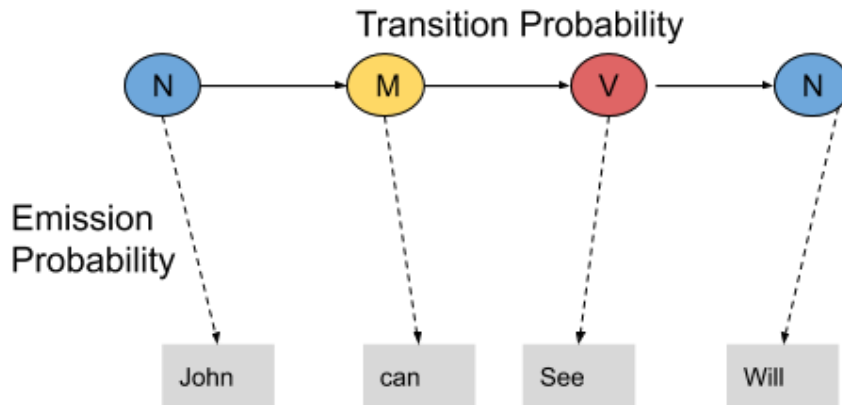 Transition Probability
N M V N
Emission
Probability
John can See Will